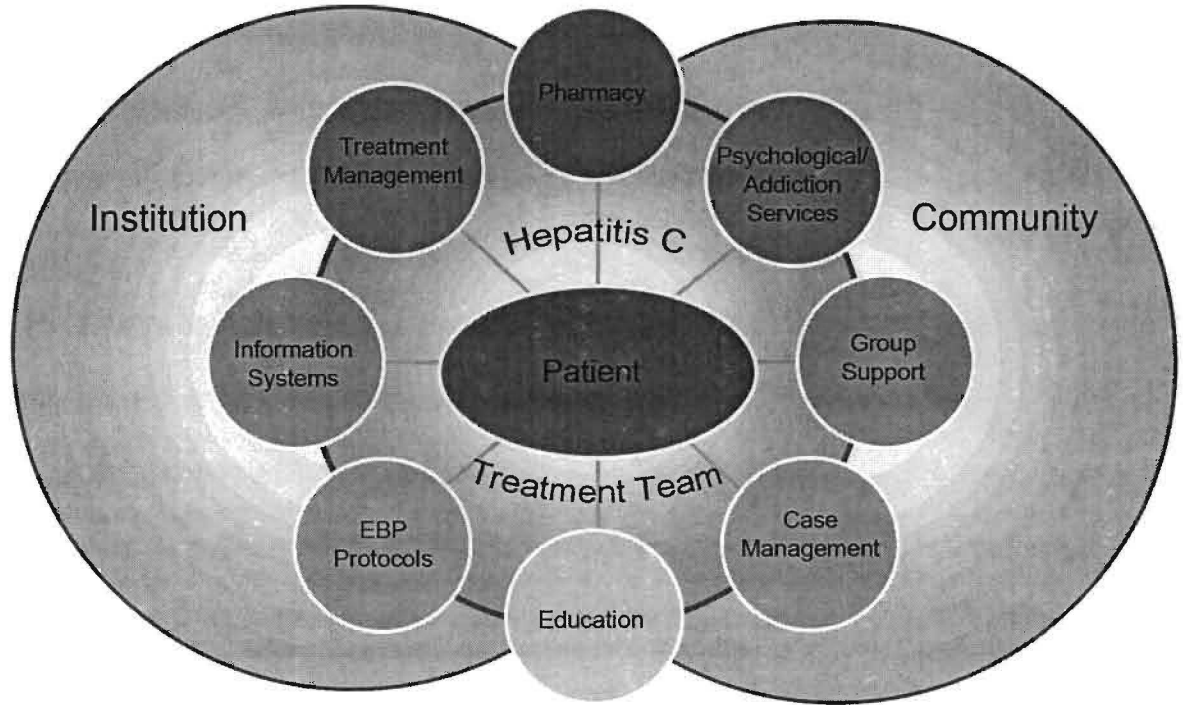 Pharmacy
Treatment
Management
Psychological/
Addiction
Services
Institution
Hepatitis C
Community
Information
Systems
Patient
Group
Support
Treatment Team
EBP
Protocols
Case
Management
Education